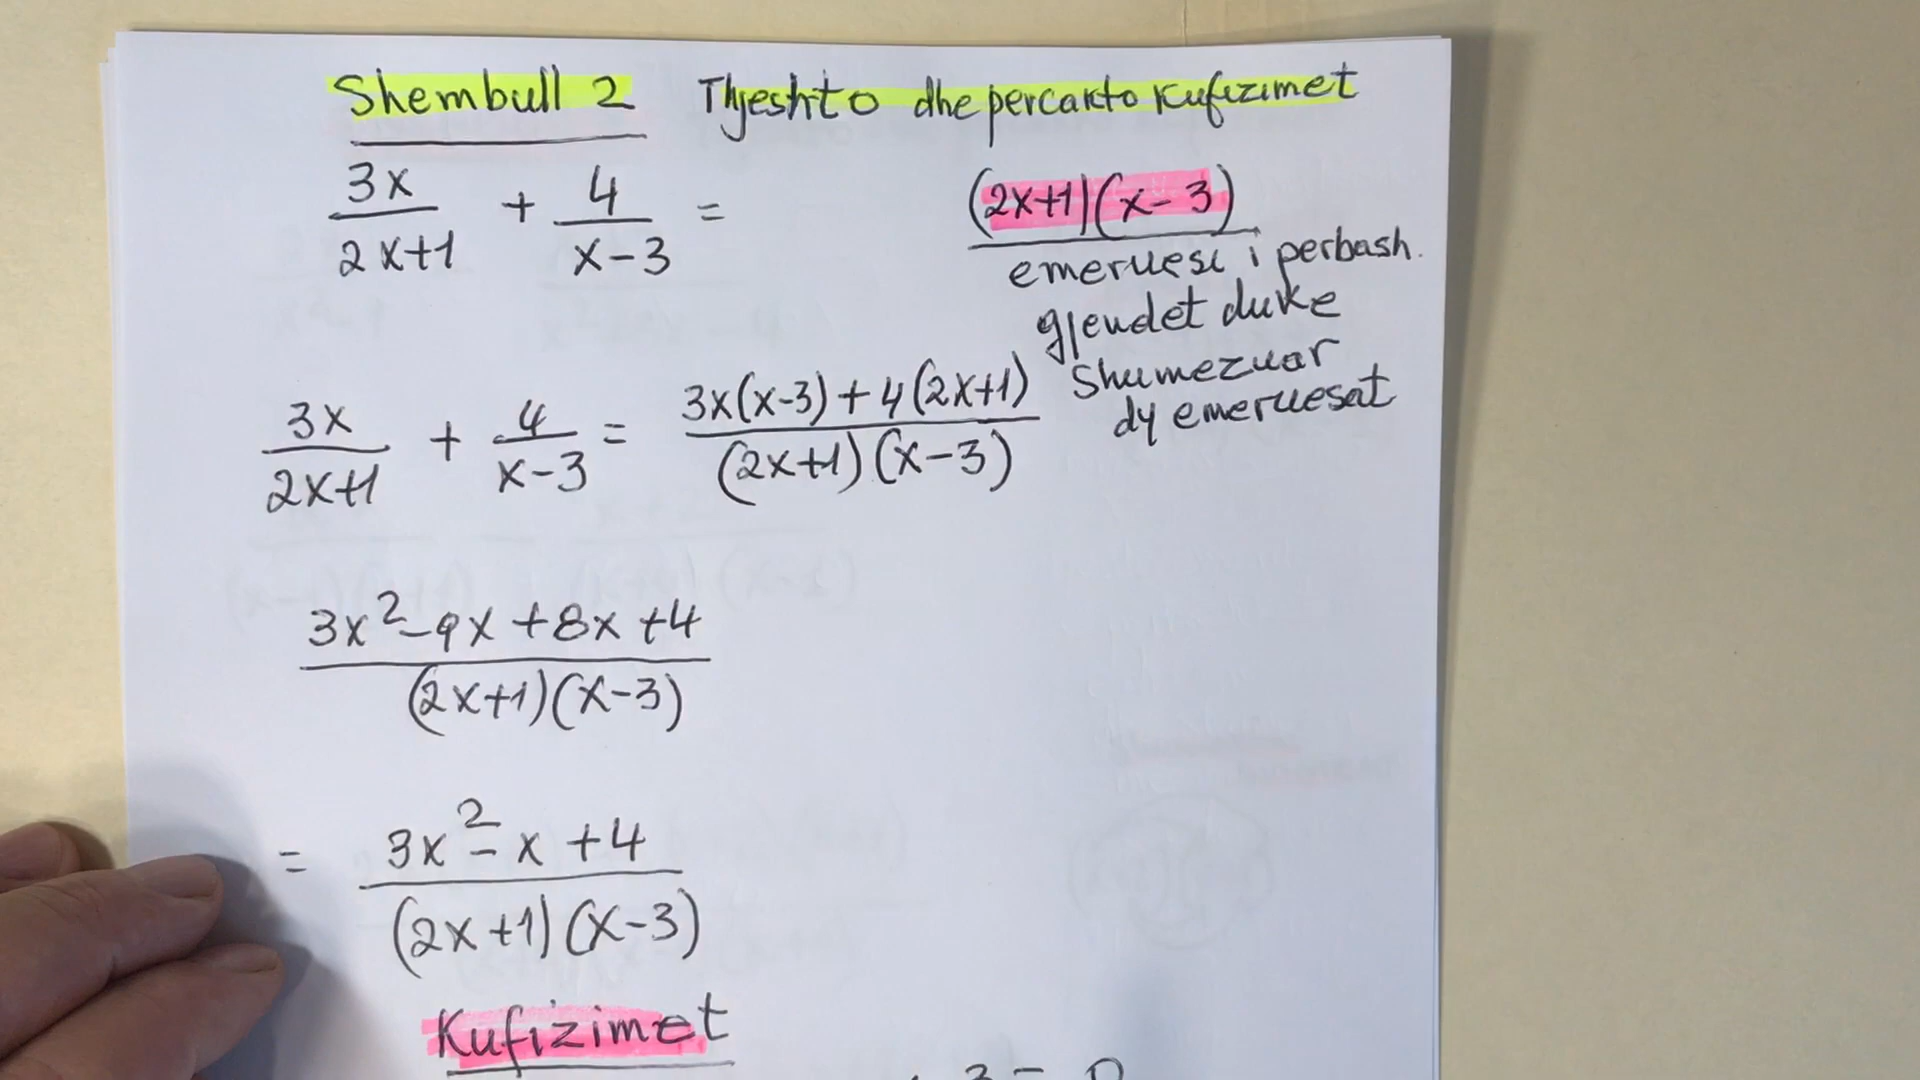 Shembull 2 Thjeshto dhe percakto kufizimet
3x/2x+1 + 4/x-3 =
(2x+1)(x-3)
emeruesi i perbash.
gjendet duke
shumezuar
dy emeruesat
3x/2x+1 + 4/x-3 = 3x(x-3)+4(2x+1)/(2x+1)(x-3)
3x²-9x+8x+4/(2x+1)(x-3)
= 3x²-x+4/(2x+1)(x-3)
Kufizimet